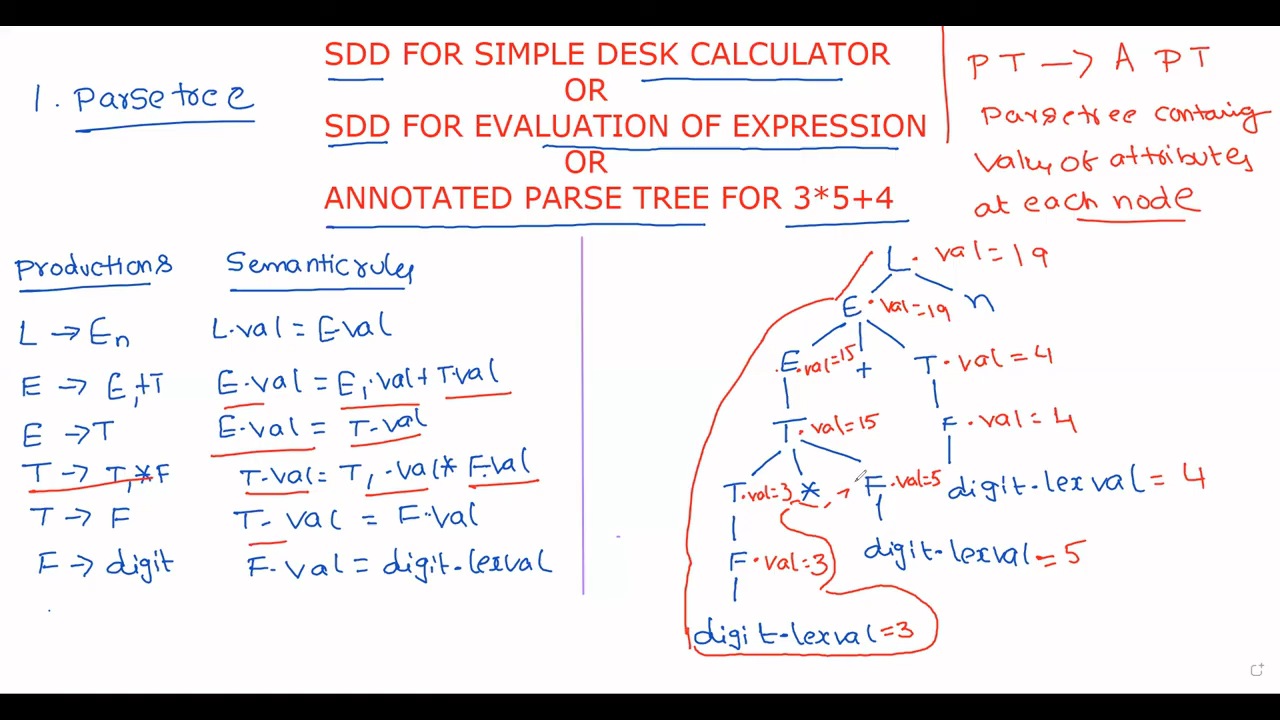 1. Parsetree
SDD FOR SIMPLE DESK CALCULATOR
OR
SDD FOR EVALUATION OF EXPRESSION
OR
ANNOTATED PARSE TREE FOR 3*5+4
PT → A PT
Parsetree containg
value of attributes
at each node
Productions Semantic rules
L → En L.val = E.val
E → E₁+T E.val = E₁.val + T.val
E → T E.val = T.val
T → T₁*F T.val = T₁.val * F.val
T → F T.val = F.val
F → digit F.val = digit.lexval
L.val=19
E.val=19 n
E.val=15 + T.val=4
T.val=15 F.val=4
T.val=3 * F.val=5 digit.lexval=4
F.val=3 digit.lexval=5
digit.lexval=3